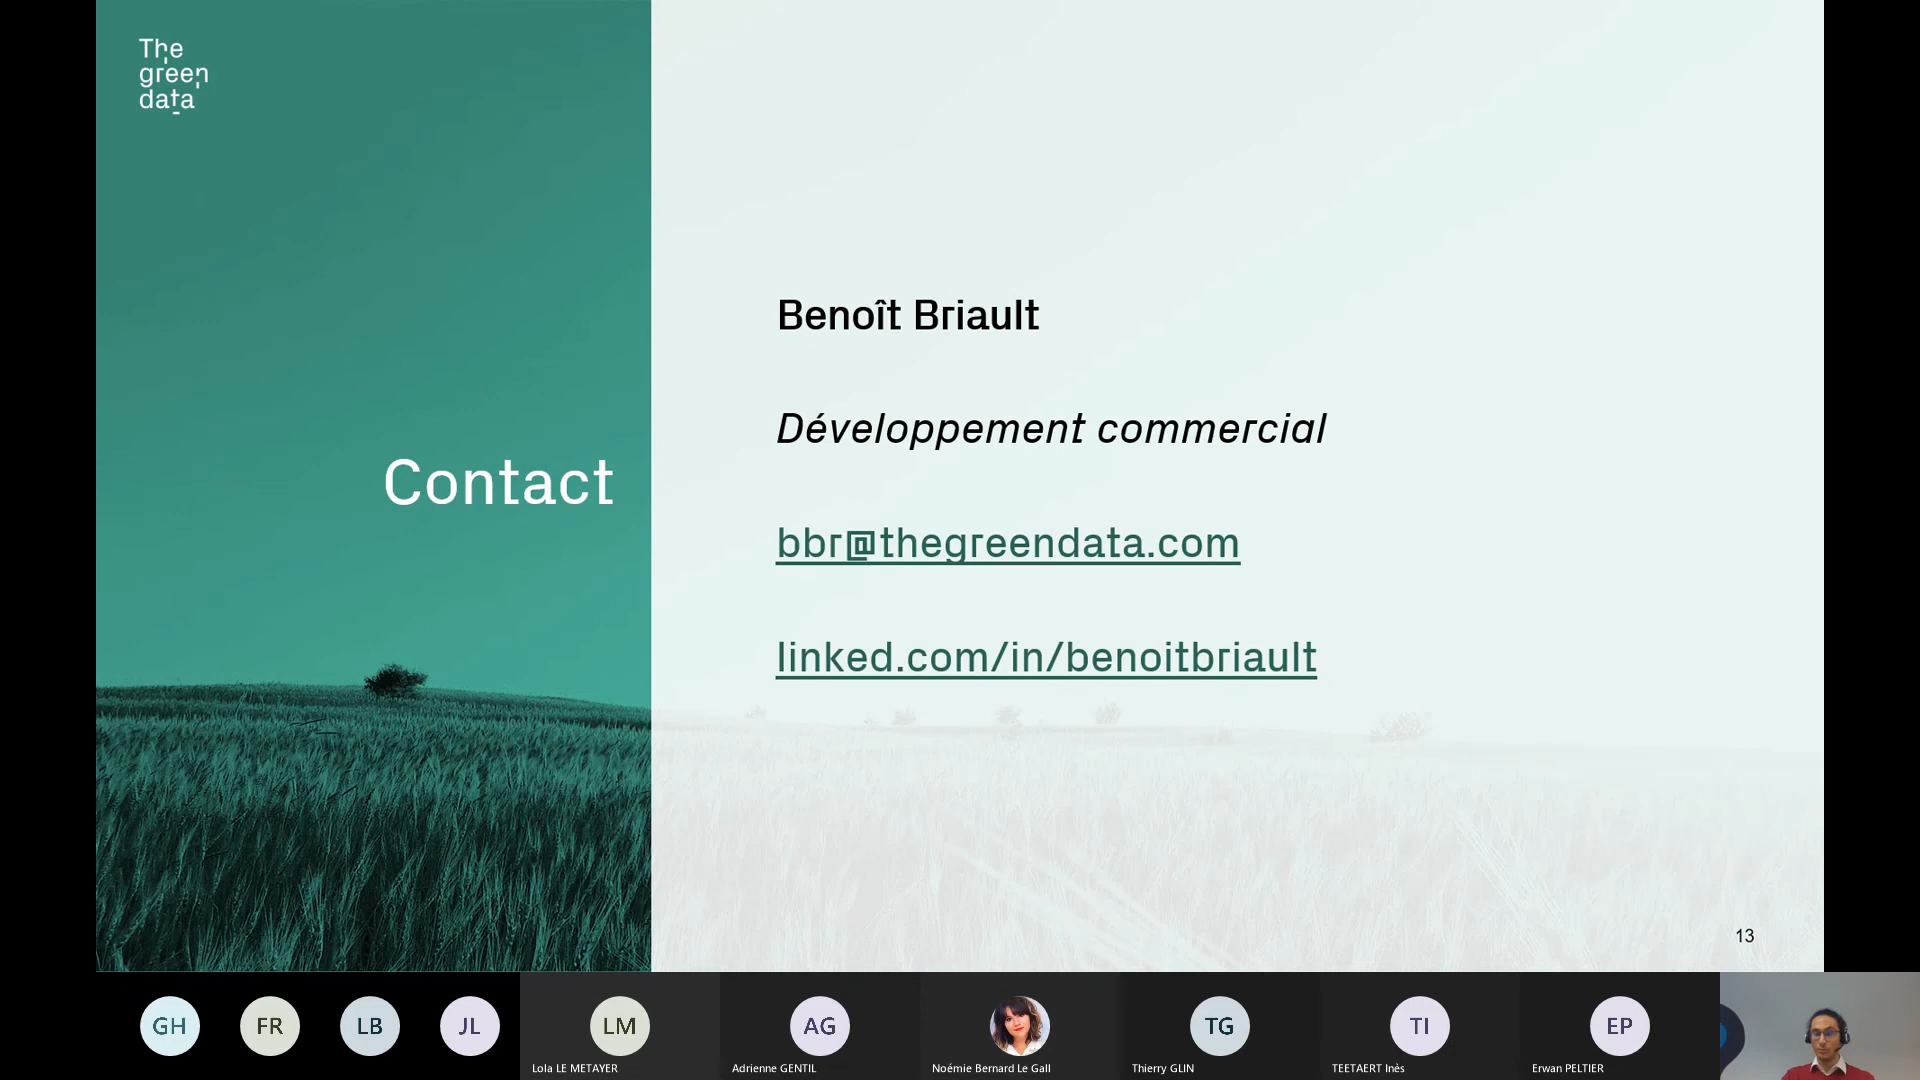 The
green
data
Contact
Benoît Briault
Développement commercial
bbr@thegreendata.com
linked.com/in/benoitbriault
13
GH
FR
LB
JL
LM
AG
TG
TI
EP
Lola LE METAYER
Adrienne GENTIL
Noémie Bernard Le Gall
Thierry GLIN
TEETAERT Inès
Erwan PELTIER